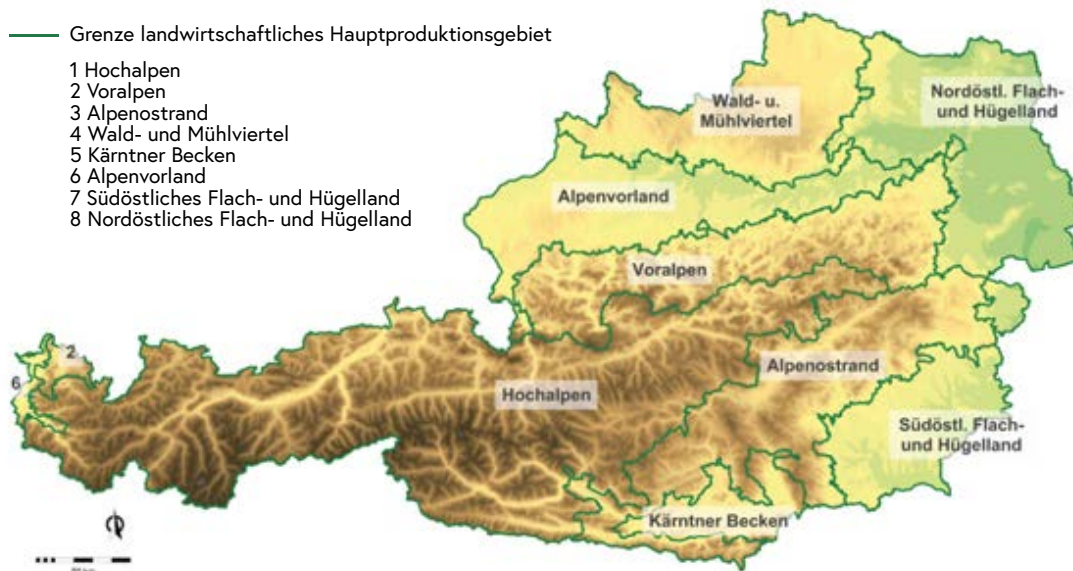 Grenze landwirtschaftliches Hauptproduktionsgebiet
1 Hochalpen
2 Voralpen
3 Alpenostrand
4 Wald- und Mühlviertel
5 Kärntner Becken
6 Alpenvorland
7 Südöstliches Flach- und Hügelland
8 Nordöstliches Flach- und Hügelland
Wald- u.
Mühlviertel
Nordöstl. Flach-
und Hügelland
Alpenvorland
Voralpen
2
6
Alpenostrand
Hochalpen
Südöstl. Flach-
und Hügelland
Kärntner Becken